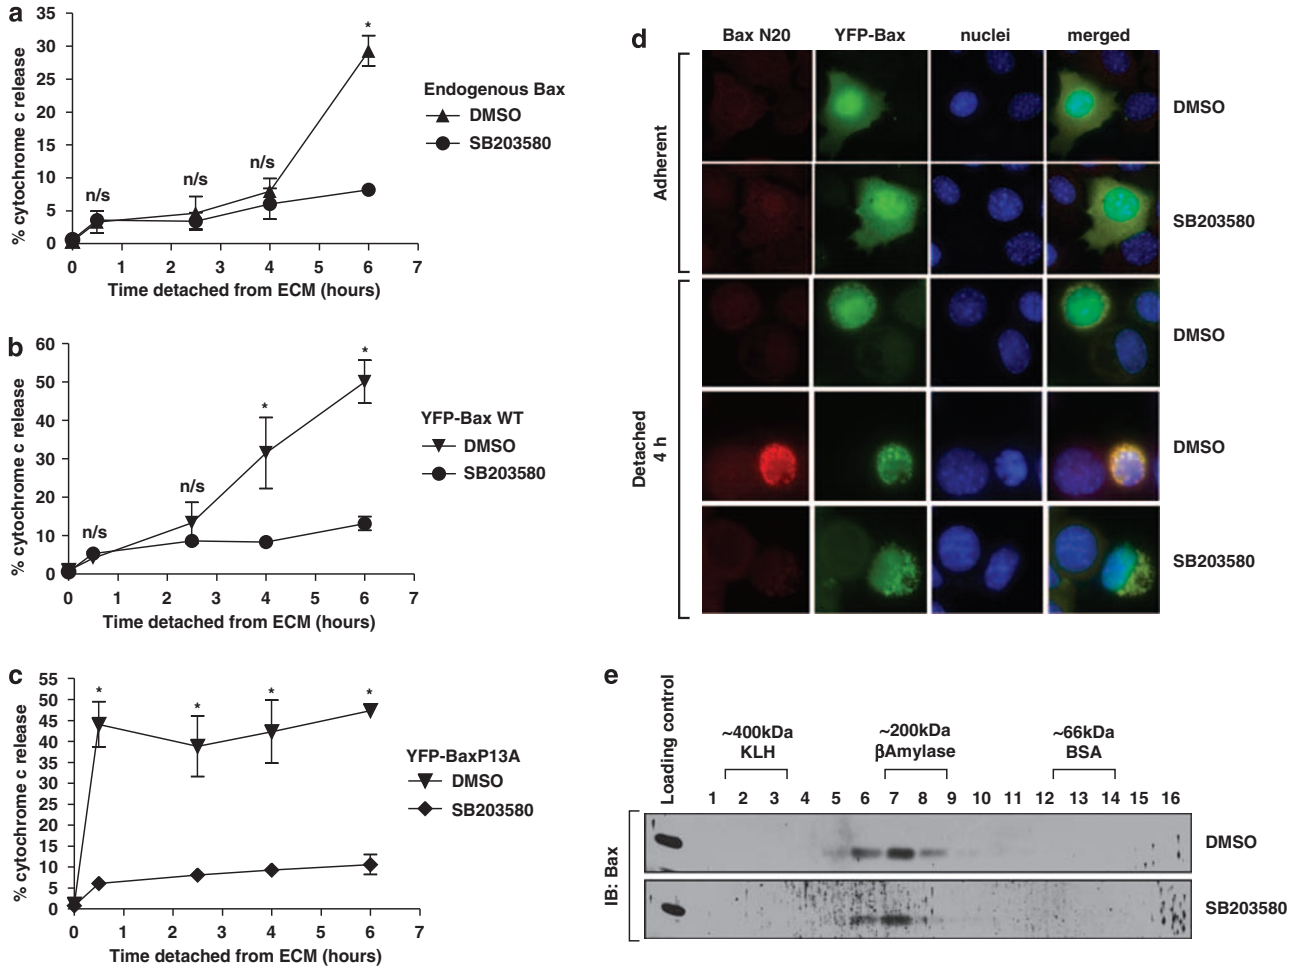 a
35
30
25
20
15
10
5
0
% cytochrome c release
n/s
n/s
n/s
*
0 1 2 3 4 5 6 7
Time detached from ECM (hours)
Endogenous Bax
DMSO
SB203580
b
60
50
40
30
20
10
0
% cytochrome c release
n/s
n/s
*
*
0 1 2 3 4 5 6 7
Time detached from ECM (hours)
YFP-Bax WT
DMSO
SB203580
c
55
50
45
40
35
30
25
20
15
10
5
0
% cytochrome c release
*
*
*
*
0 1 2 3 4 5 6 7
Time detached from ECM (hours)
YFP-BaxP13A
DMSO
SB203580
d
Bax N20 YFP-Bax nuclei merged
Adherent
DMSO
SB203580
Detached
4 h
DMSO
DMSO
SB203580
e
Loading control
~400kDa
KLH
~200kDa
βAmylase
~66kDa
BSA
1 2 3 4 5 6 7 8 9 10 11 12 13 14 15 16
IB: Bax
DMSO
SB203580